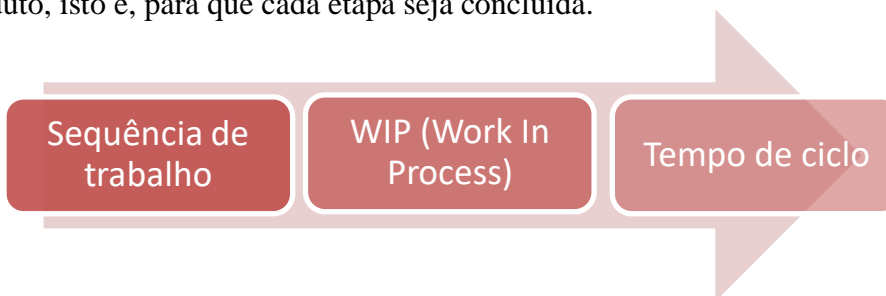 uto, isto é, para que cada etapa seja concluída.
Sequência de
trabalho
WIP (Work In
Process)
Tempo de ciclo